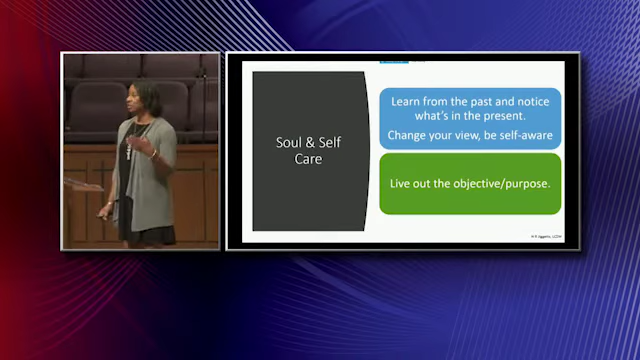 Soul & Self
Care
Learn from the past and notice
what's in the present.
Change your view, be self-aware
Live out the objective/purpose.
LCSW